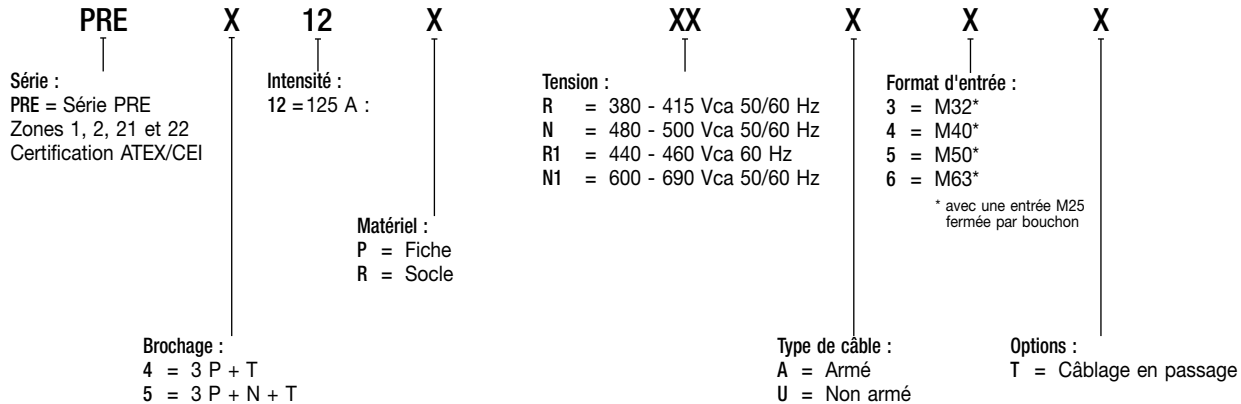 PRE X 12 X XX X X X
Série :
PRE = Série PRE
Zones 1, 2, 21 et 22
Certification ATEX/CEI
Intensité :
12 =125 A :
Tension :
R = 380 - 415 Vca 50/60 Hz
N = 480 - 500 Vca 50/60 Hz
R1 = 440 - 460 Vca 60 Hz
N1 = 600 - 690 Vca 50/60 Hz
Format d'entrée :
3 = M32*
4 = M40*
5 = M50*
6 = M63*
* avec une entrée M25
fermée par bouchon
Matériel :
P = Fiche
R = Socle
Brochage :
4 = 3 P + T
5 = 3 P + N + T
Type de câble :
A = Armé
U = Non armé
Options :
T = Câblage en passage